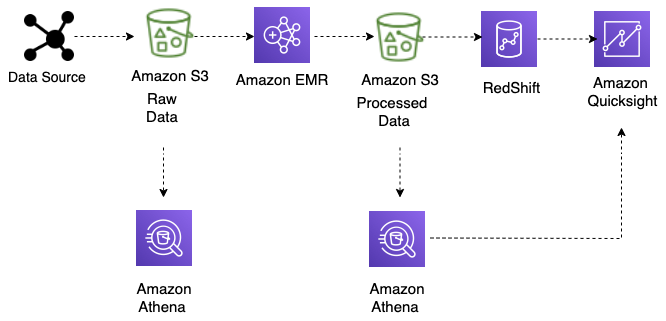 Data Source
Amazon S3
Raw
Data
Amazon EMR
Amazon S3
Processed
Data
RedShift
Amazon
Quicksight
Amazon
Athena
Amazon
Athena